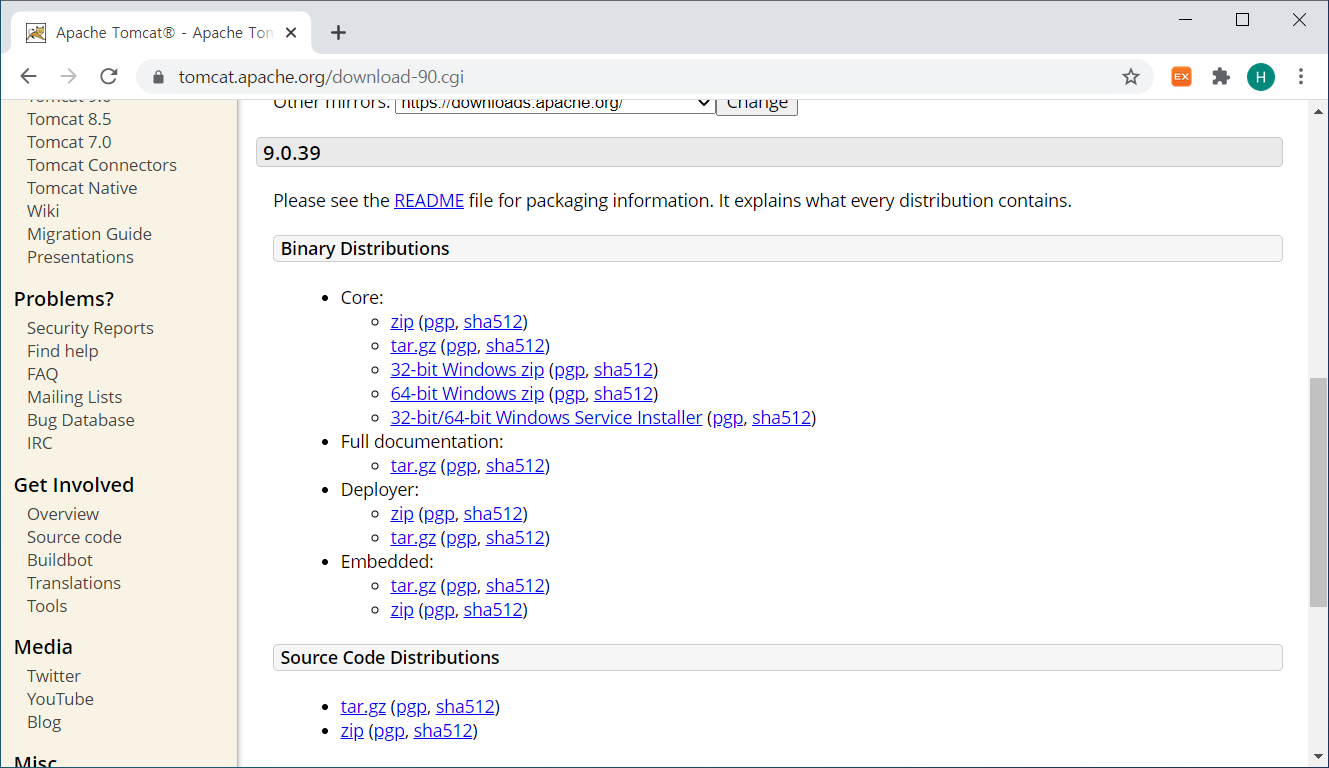 Apache Tomcat® - Apache Tom
tomcat.apache.org/download-90.cgi
EX
H
Tomcat 9.0
Tomcat 8.5
Tomcat 7.0
Tomcat Connectors
Tomcat Native
Wiki
Migration Guide
Presentations
Problems?
Security Reports
Find help
FAQ
Mailing Lists
Bug Database
IRC
Get Involved
Overview
Source code
Buildbot
Translations
Tools
Media
Twitter
YouTube
Blog
Misc
Other mirrors: https://downloads.apache.org/ Change
9.0.39
Please see the README file for packaging information. It explains what every distribution contains.
Binary Distributions
Core:
zip (pgp, sha512)
tar.gz (pgp, sha512)
32-bit Windows zip (pgp, sha512)
64-bit Windows zip (pgp, sha512)
32-bit/64-bit Windows Service Installer (pgp, sha512)
Full documentation:
tar.gz (pgp, sha512)
Deployer:
zip (pgp, sha512)
tar.gz (pgp, sha512)
Embedded:
tar.gz (pgp, sha512)
zip (pgp, sha512)
Source Code Distributions
tar.gz (pgp, sha512)
zip (pgp, sha512)